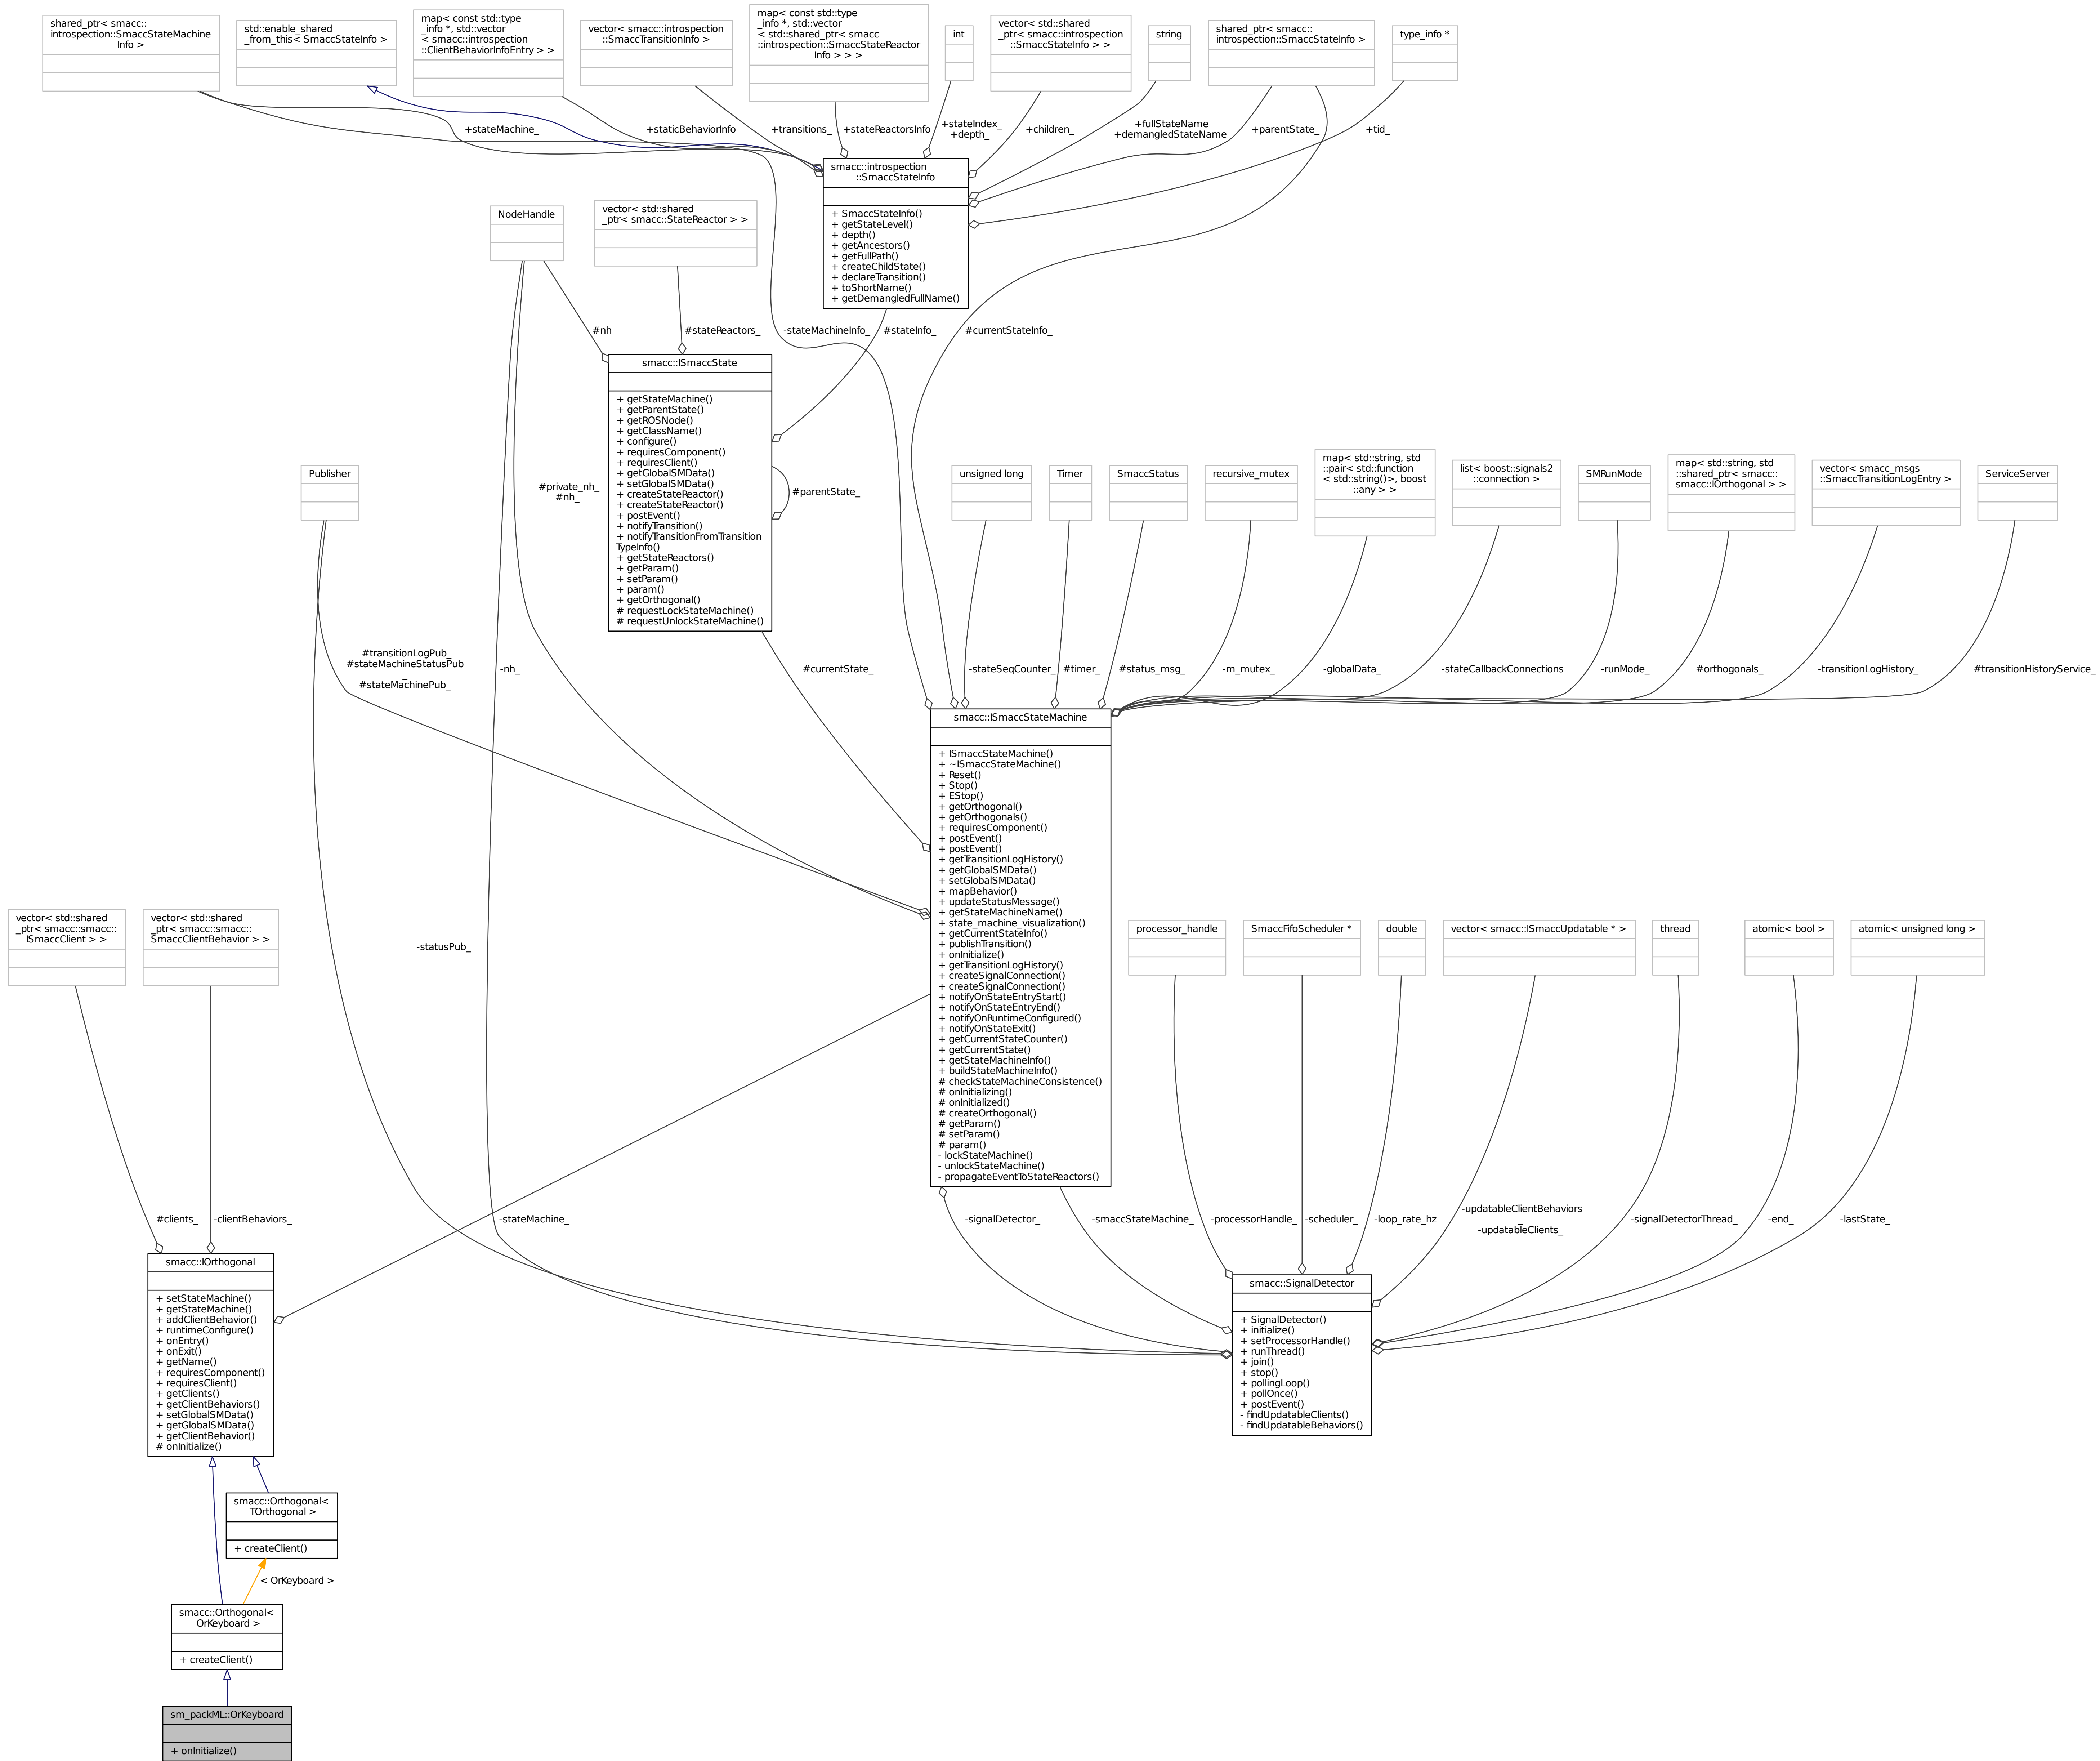 shared_ptr< smacc::
introspection::SmaccStateMachine
Info >
std::enable_shared
_from_this< SmaccStateInfo >
map< const std::type
_info *, std::vector
< smacc::introspection
::ClientBehaviorInfoEntry > >
vector< smacc::introspection
::SmaccTransitionInfo >
map< const std::type
_info *, std::vector
< std::shared_ptr< smacc
::introspection::SmaccStateReactor
Info > > >
int
vector< std::shared
_ptr< smacc::introspection
::SmaccStateInfo > >
string
shared_ptr< smacc::
introspection::SmaccStateInfo >
type_info *
+stateMachine_
+staticBehaviorInfo
+transitions_
+stateReactorsInfo
+stateIndex_
+depth_
+children_
+fullStateName
+demangledStateName
+parentState_
+tid_
smacc::introspection
::SmaccStateInfo
+ SmaccStateInfo()
+ getStateLevel()
+ depth()
+ getAncestors()
+ getFullPath()
+ createChildState()
+ declareTransition()
+ toShortName()
+ getDemangledFullName()
NodeHandle
vector< std::shared
_ptr< smacc::StateReactor > >
#nh
#stateReactors_
-stateMachineInfo_
#stateInfo_
#currentStateInfo_
smacc::ISmaccState
+ getStateMachine()
+ getParentState()
+ getROSNode()
+ getClassName()
+ configure()
+ requiresComponent()
+ requiresClient()
+ getGlobalSMData()
+ setGlobalSMData()
+ createStateReactor()
+ createStateReactor()
+ postEvent()
+ notifyTransition()
+ notifyTransitionFromTransition
TypeInfo()
+ getStateReactors()
+ getParam()
+ setParam()
+ param()
+ getOrthogonal()
# requestLockStateMachine()
# requestUnlockStateMachine()
#parentState_
#private_nh_
#nh_
Publisher
unsigned long
Timer
SmaccStatus
recursive_mutex
map< std::string, std
::pair< std::function
< std::string()>, boost
::any > >
list< boost::signals2
::connection >
SMRunMode
map< std::string, std
::shared_ptr< smacc::
smacc::IOrthogonal > >
vector< smacc_msgs
::SmaccTransitionLogEntry >
ServiceServer
#transitionLogPub_
#stateMachineStatusPub
_
#stateMachinePub_
-nh_
#currentState_
-stateSeqCounter_
#timer_
#status_msg_
-m_mutex_
-globalData_
-stateCallbackConnections
-runMode_
#orthogonals_
-transitionLogHistory_
#transitionHistoryService_
smacc::ISmaccStateMachine
+ ISmaccStateMachine()
+ ~ISmaccStateMachine()
+ Reset()
+ Stop()
+ EStop()
+ getOrthogonal()
+ getOrthogonals()
+ requiresComponent()
+ postEvent()
+ postEvent()
+ getTransitionLogHistory()
+ getGlobalSMData()
+ setGlobalSMData()
+ mapBehavior()
+ updateStatusMessage()
+ getStateMachineName()
+ state_machine_visualization()
+ getCurrentStateInfo()
+ publishTransition()
+ onInitialize()
+ getTransitionLogHistory()
+ createSignalConnection()
+ createSignalConnection()
+ notifyOnStateEntryStart()
+ notifyOnStateEntryEnd()
+ notifyOnRuntimeConfigured()
+ notifyOnStateExit()
+ getCurrentStateCounter()
+ getCurrentState()
+ getStateMachineInfo()
+ buildStateMachineInfo()
# checkStateMachineConsistence()
# onInitializing()
# onInitialized()
# createOrthogonal()
# getParam()
# setParam()
# param()
- lockStateMachine()
- unlockStateMachine()
- propagateEventToStateReactors()
vector< std::shared
_ptr< smacc::smacc::
ISmaccClient > >
vector< std::shared
_ptr< smacc::smacc::
SmaccClientBehavior > >
-statusPub_
processor_handle
SmaccFifoScheduler *
double
vector< smacc::ISmaccUpdatable * >
thread
atomic< bool >
atomic< unsigned long >
#clients_
-clientBehaviors_
-stateMachine_
-signalDetector_
-smaccStateMachine_
-processorHandle_
-scheduler_
-loop_rate_hz
-updatableClientBehaviors
_
-updatableClients_
-signalDetectorThread_
-end_
-lastState_
smacc::IOrthogonal
+ setStateMachine()
+ getStateMachine()
+ addClientBehavior()
+ runtimeConfigure()
+ onEntry()
+ onExit()
+ getName()
+ requiresComponent()
+ requiresClient()
+ getClients()
+ getClientBehaviors()
+ setGlobalSMData()
+ getGlobalSMData()
+ getClientBehavior()
# onInitialize()
smacc::SignalDetector
+ SignalDetector()
+ initialize()
+ setProcessorHandle()
+ runThread()
+ join()
+ stop()
+ pollingLoop()
+ pollOnce()
+ postEvent()
- findUpdatableClients()
- findUpdatableBehaviors()
smacc::Orthogonal<
TOrthogonal >
+ createClient()
< OrKeyboard >
smacc::Orthogonal<
OrKeyboard >
+ createClient()
sm_packML::OrKeyboard
+ onInitialize()